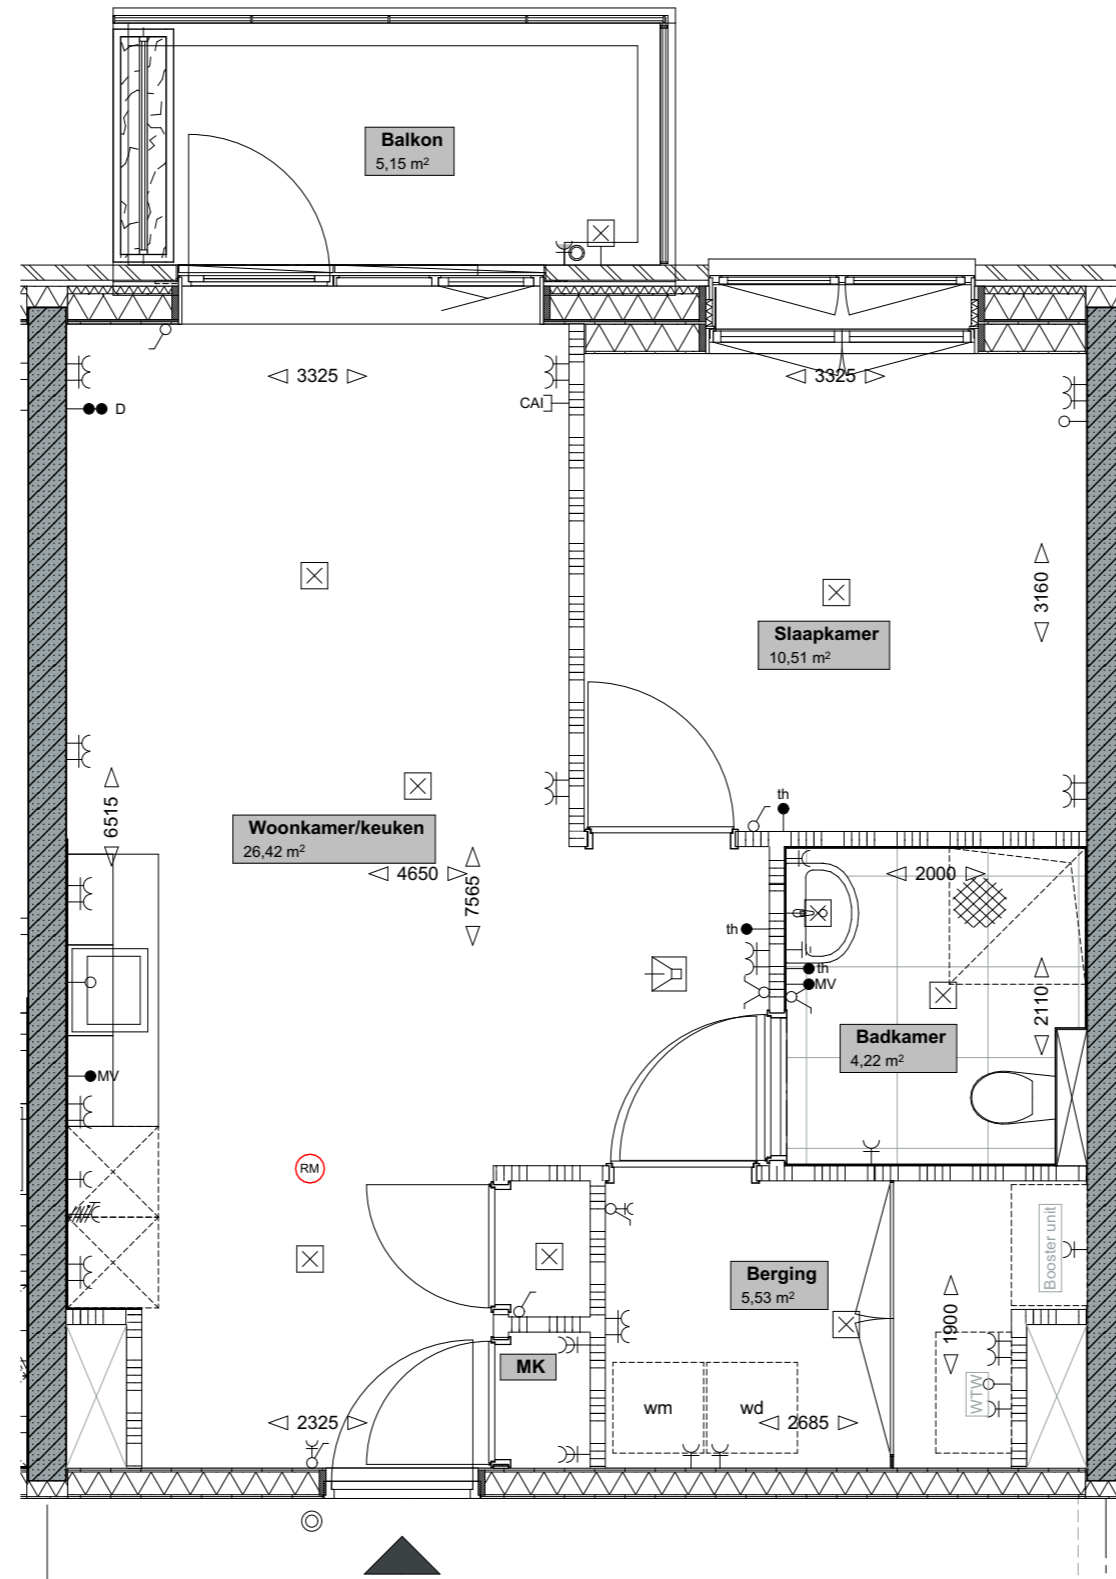 Balkon
5,15 m²
3325
3325
D
CAI
3160
Slaapkamer
10,51 m²
th
6515
Woonkamer/keuken
26,42 m²
4650
7565
2000
th
th
MV
2110
Badkamer
4,22 m²
MV
RM
Booster unit
Berging
5,53 m²
1900
MK
WTW
wm
wd
2325
2685